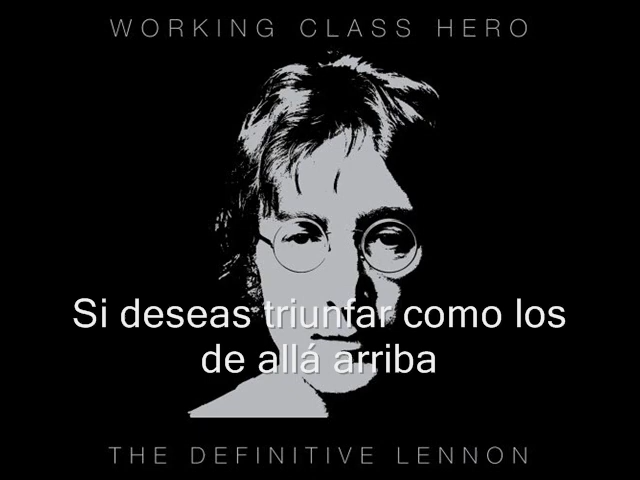 WORKING CLASS HERO
Si deseas triunfar como los
de allá arriba
THE DEFINITIVE LENNON